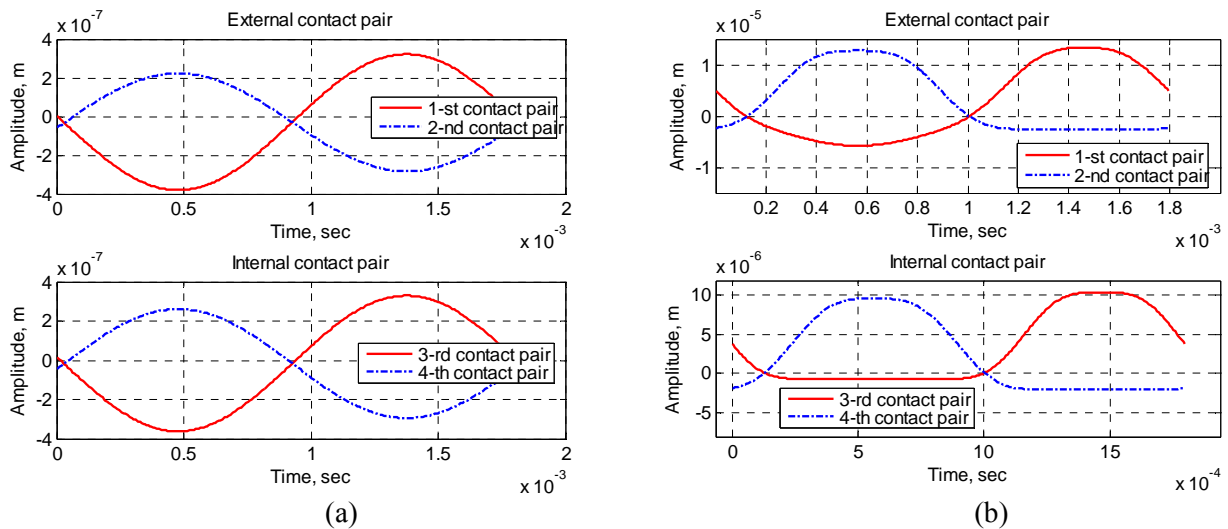 x 10^-7
External contact pair
4
2
0
-2
-4
Amplitude, m
1-st contact pair
2-nd contact pair
0
0.5
1
1.5
2
Time, sec
x 10^-3
x 10^-7
Internal contact pair
4
2
0
-2
-4
Amplitude, m
3-rd contact pair
4-th contact pair
0
0.5
1
1.5
2
Time, sec
x 10^-3
(a)
x 10^-5
External contact pair
1
0
-1
Amplitude, m
1-st contact pair
2-nd contact pair
0.2
0.4
0.6
0.8
1
1.2
1.4
1.6
1.8
2
Time, sec
x 10^-3
x 10^-6
Internal contact pair
10
5
0
-5
Amplitude, m
3-rd contact pair
4-th contact pair
0
5
10
15
Time, sec
x 10^-4
(b)